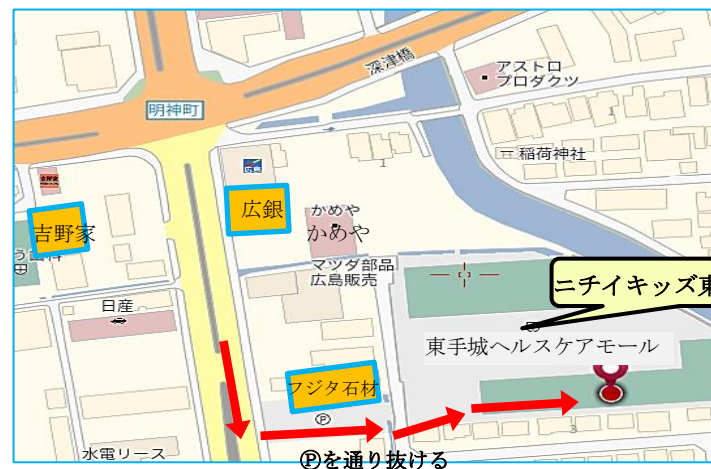 深津橋
アストロ
プロダクツ
明神町
稲荷神社
1
1
吉野家
広銀
かめや
かめや
マツダ部品
広島販売
ニチイキッズ東
日産
東手城ヘルスケアモール
フジタ石材
Ⓟ
3
水電リース
Ⓟを通り抜ける